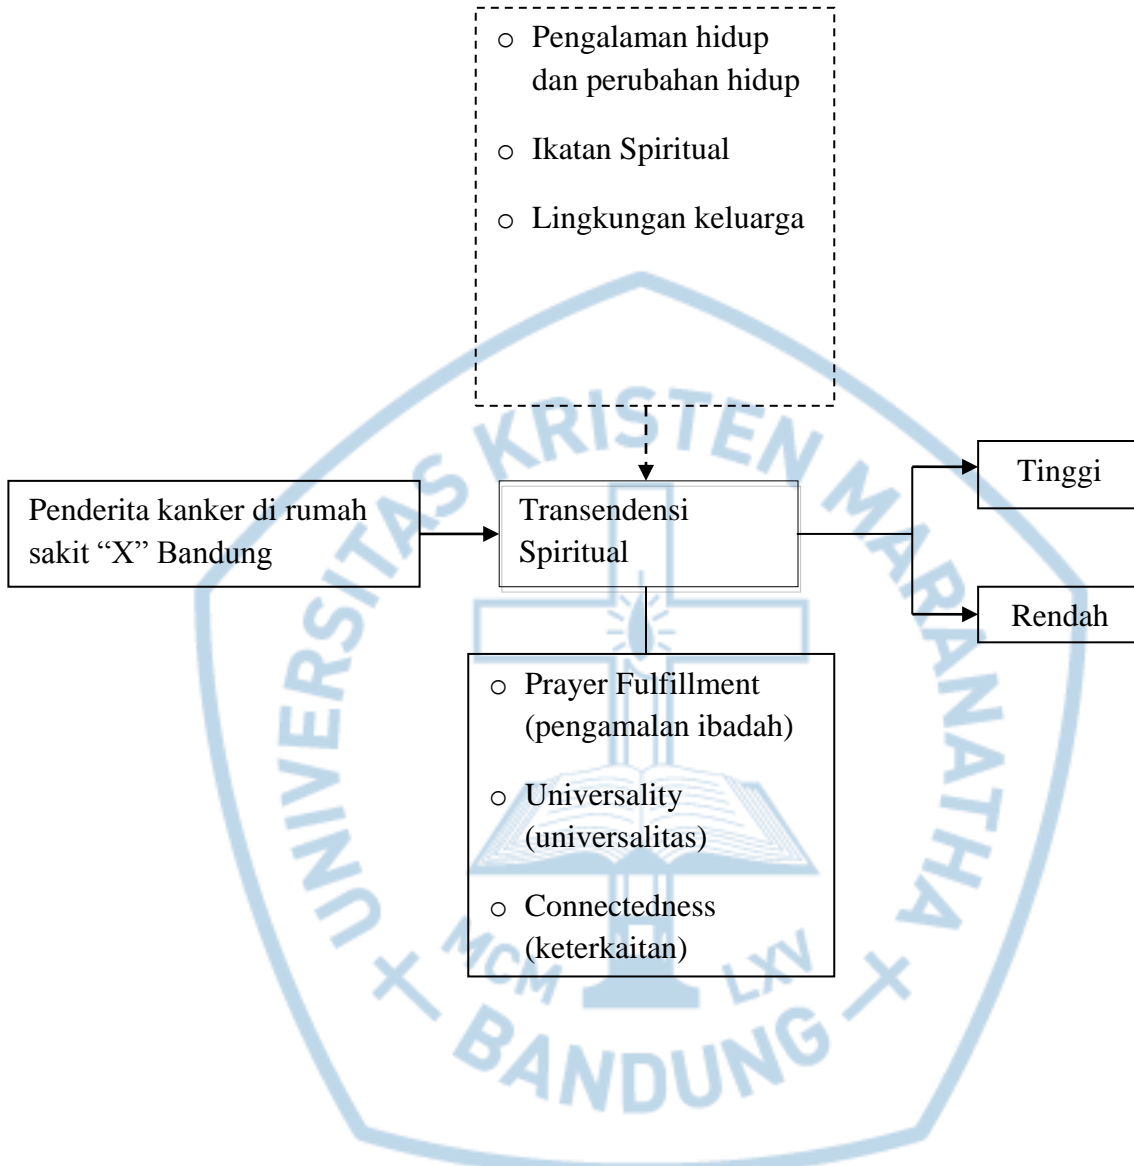 ○ Pengalaman hidup
dan perubahan hidup
○ Ikatan Spiritual
○ Lingkungan keluarga
Penderita kanker di rumah
sakit “X” Bandung
Transendensi
Spiritual
Tinggi
Rendah
○ Prayer Fulfillment
(pengamalan ibadah)
○ Universality
(universalitas)
○ Connectedness
(keterkaitan)
UNIVERSITAS KRISTEN MARANATHA
MCM LXV
BANDUNG